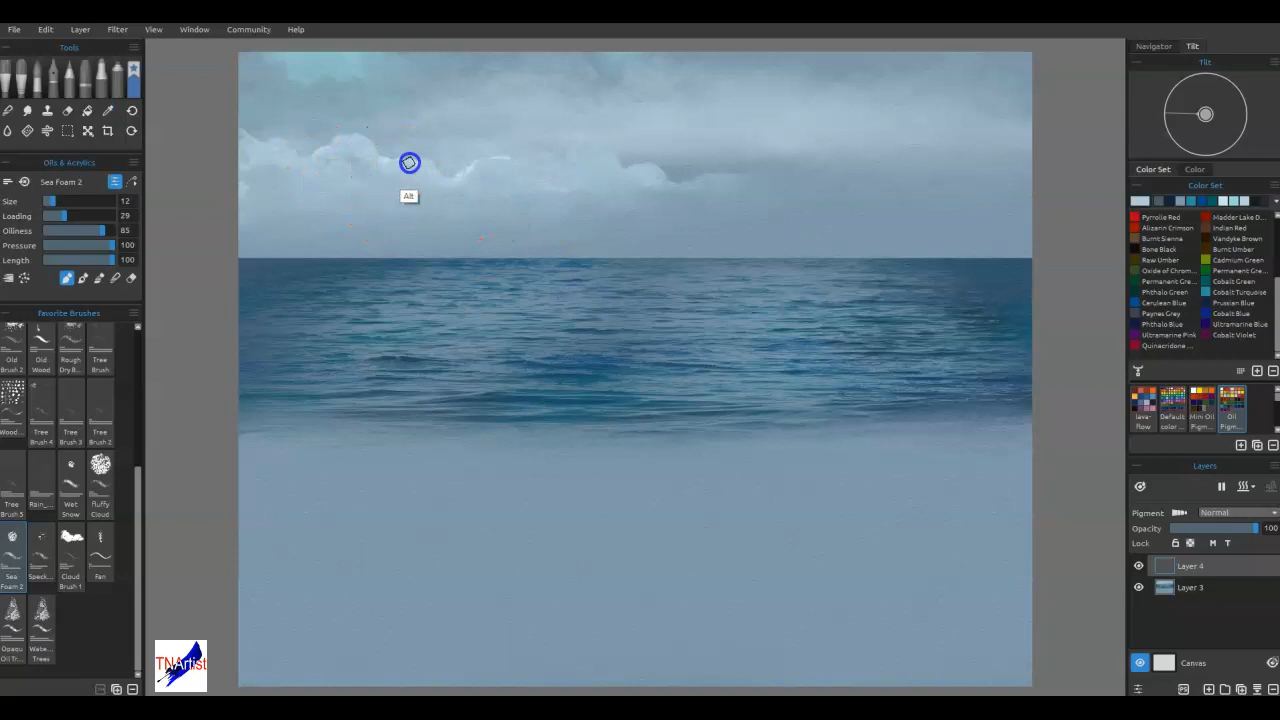 File Edit Layer Filter View Window Community Help
Tools
Oils & Acrylics
Sea Foam 2
Size 12
Loading 29
Oiliness 85
Pressure 100
Length 100
Favorite Brushes
Old Brush 2
Old Wood
Rough Dry B...
Tree Brush
Wood...
Tree Brush 4
Tree Brush 3
Tree Brush 2
Tree Brush 5
Rain_...
Wet Snow
Fluffy Cloud
Sea Foam 2
Speck...
Cloud Brush 1
Fan
Opaqu Oil Tr...
Wate... Trees
Alt
TNArtist
Navigator Tilt
Tilt
Color Set Color
Color Set
Pyrrolle Red Madder Lake D...
Alizarin Crimson Indian Red
Burnt Sienna Vandyke Brown
Bone Black Burnt Umber
Raw Umber Cadmium Green
Oxide of Chrom... Permanent Gre...
Permanent Gre... Cobalt Green
Phthalo Green Cobalt Turquoise
Cerulean Blue Prussian Blue
Paynes Grey Cobalt Blue
Phthalo Blue Ultramarine Blue
Ultramarine Pink Cobalt Violet
Quinacridone ...
Java-flow
Default color ...
Mini Oil Pigm...
Oil Pigm...
Layers
Pigment Normal
Opacity 100
Lock M T
Layer 4
Layer 3
Canvas
PS